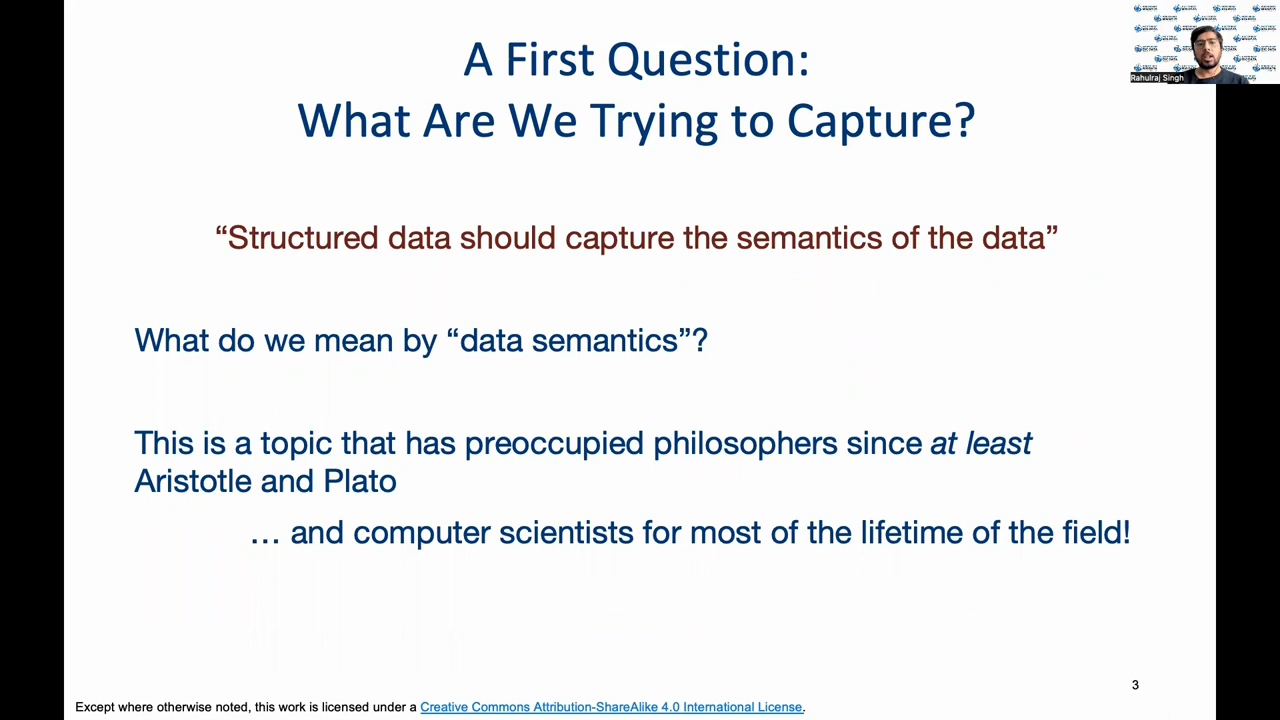 A First Question:
What Are We Trying to Capture?
Rahulraj Singh
“Structured data should capture the semantics of the data”
What do we mean by “data semantics”?
This is a topic that has preoccupied philosophers since at least
Aristotle and Plato
… and computer scientists for most of the lifetime of the field!
3
Except where otherwise noted, this work is licensed under a Creative Commons Attribution-ShareAlike 4.0 International License.